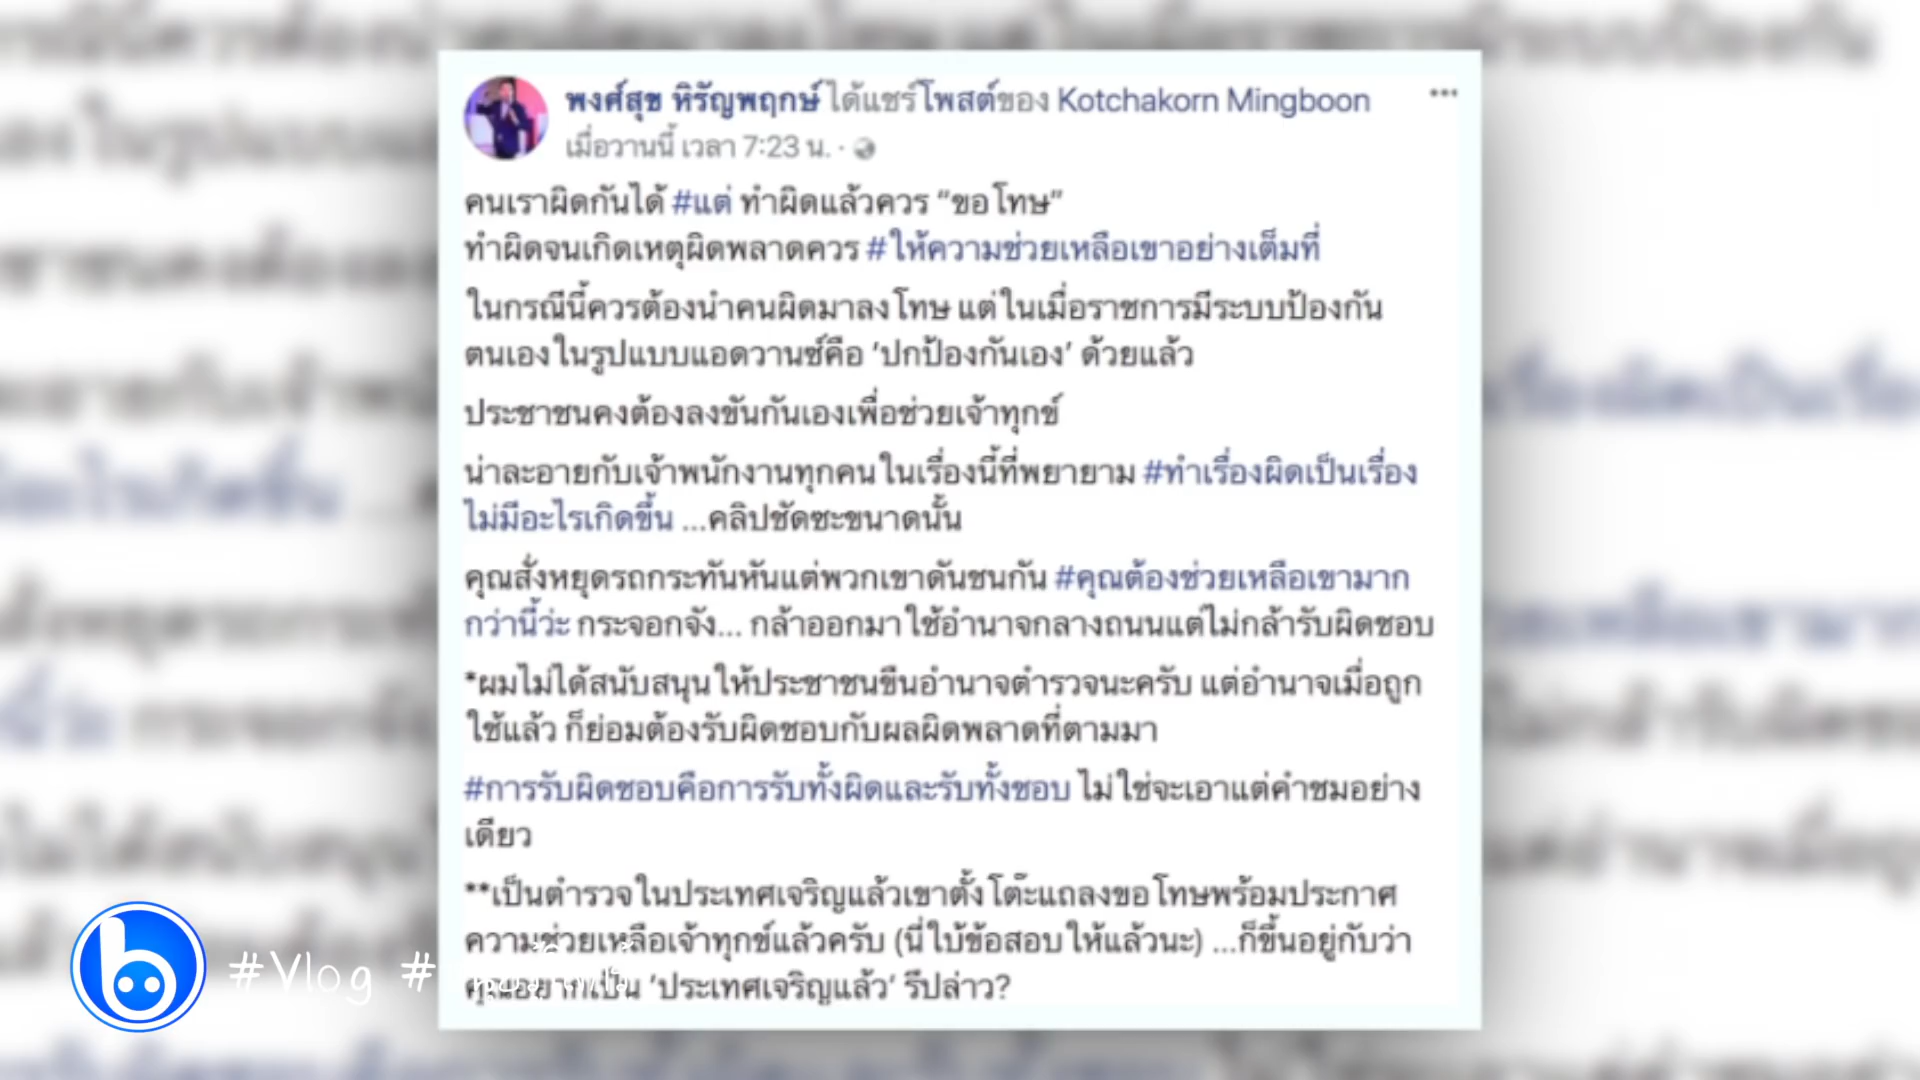 พงศ์สุข หิรัญพฤกษ์ ได้แชร์โพสต์ของ Kotchakorn Mingboon
เมื่อวานนี้ เวลา 7:23 น. ·
คนเราผิดกันได้ #แต่ ทำผิดแล้วควร “ขอโทษ”
ทำผิดจนเกิดเหตุผิดพลาดควร #ให้ความช่วยเหลือเขาอย่างเต็มที่
ในกรณีนี้ควรต้องนำคนผิดมาลงโทษ แต่ในเมื่อราชการมีระบบป้องกัน
ตนเองในรูปแบบแอดวานซ์คือ ‘ปกป้องกันเอง’ ด้วยแล้ว
ประชาชนคงต้องลงขันกันเองเพื่อช่วยเจ้าทุกข์
น่าละอายกับเจ้าพนักงานทุกคนในเรื่องนี้ที่พยายาม #ทำเรื่องผิดเป็นเรื่อง
ไม่มีอะไรเกิดขึ้น ...คลิปชัดซะขนาดนั้น
คุณสั่งหยุดรถกระทันหันแต่พวกเขาดันชนกัน #คุณต้องช่วยเหลือเขามาก
กว่านี้ว่ะ กระจอกจัง... กล้าออกมาใช้อำนาจกลางถนนแต่ไม่กล้ารับผิดชอบ
*ผมไม่ได้สนับสนุนให้ประชาชนขืนอำนาจตำรวจนะครับ แต่อำนาจเมื่อถูก
ใช้แล้ว ก็ย่อมต้องรับผิดชอบกับผลผิดพลาดที่ตามมา
#การรับผิดชอบคือการรับทั้งผิดและรับทั้งชอบ ไม่ใช่จะเอาแต่คำชมอย่าง
เดียว
**เป็นตำรวจในประเทศเจริญแล้วเขาตั้งโต๊ะแถลงขอโทษพร้อมประกาศ
ความช่วยเหลือเจ้าทุกข์แล้วครับ (นี่ใบ้ข้อสอบให้แล้วนะ) ...ก็ขึ้นอยู่กับว่า
คุณอยากเป็น ‘ประเทศเจริญแล้ว’ รึปล่าว?
#Vlog #